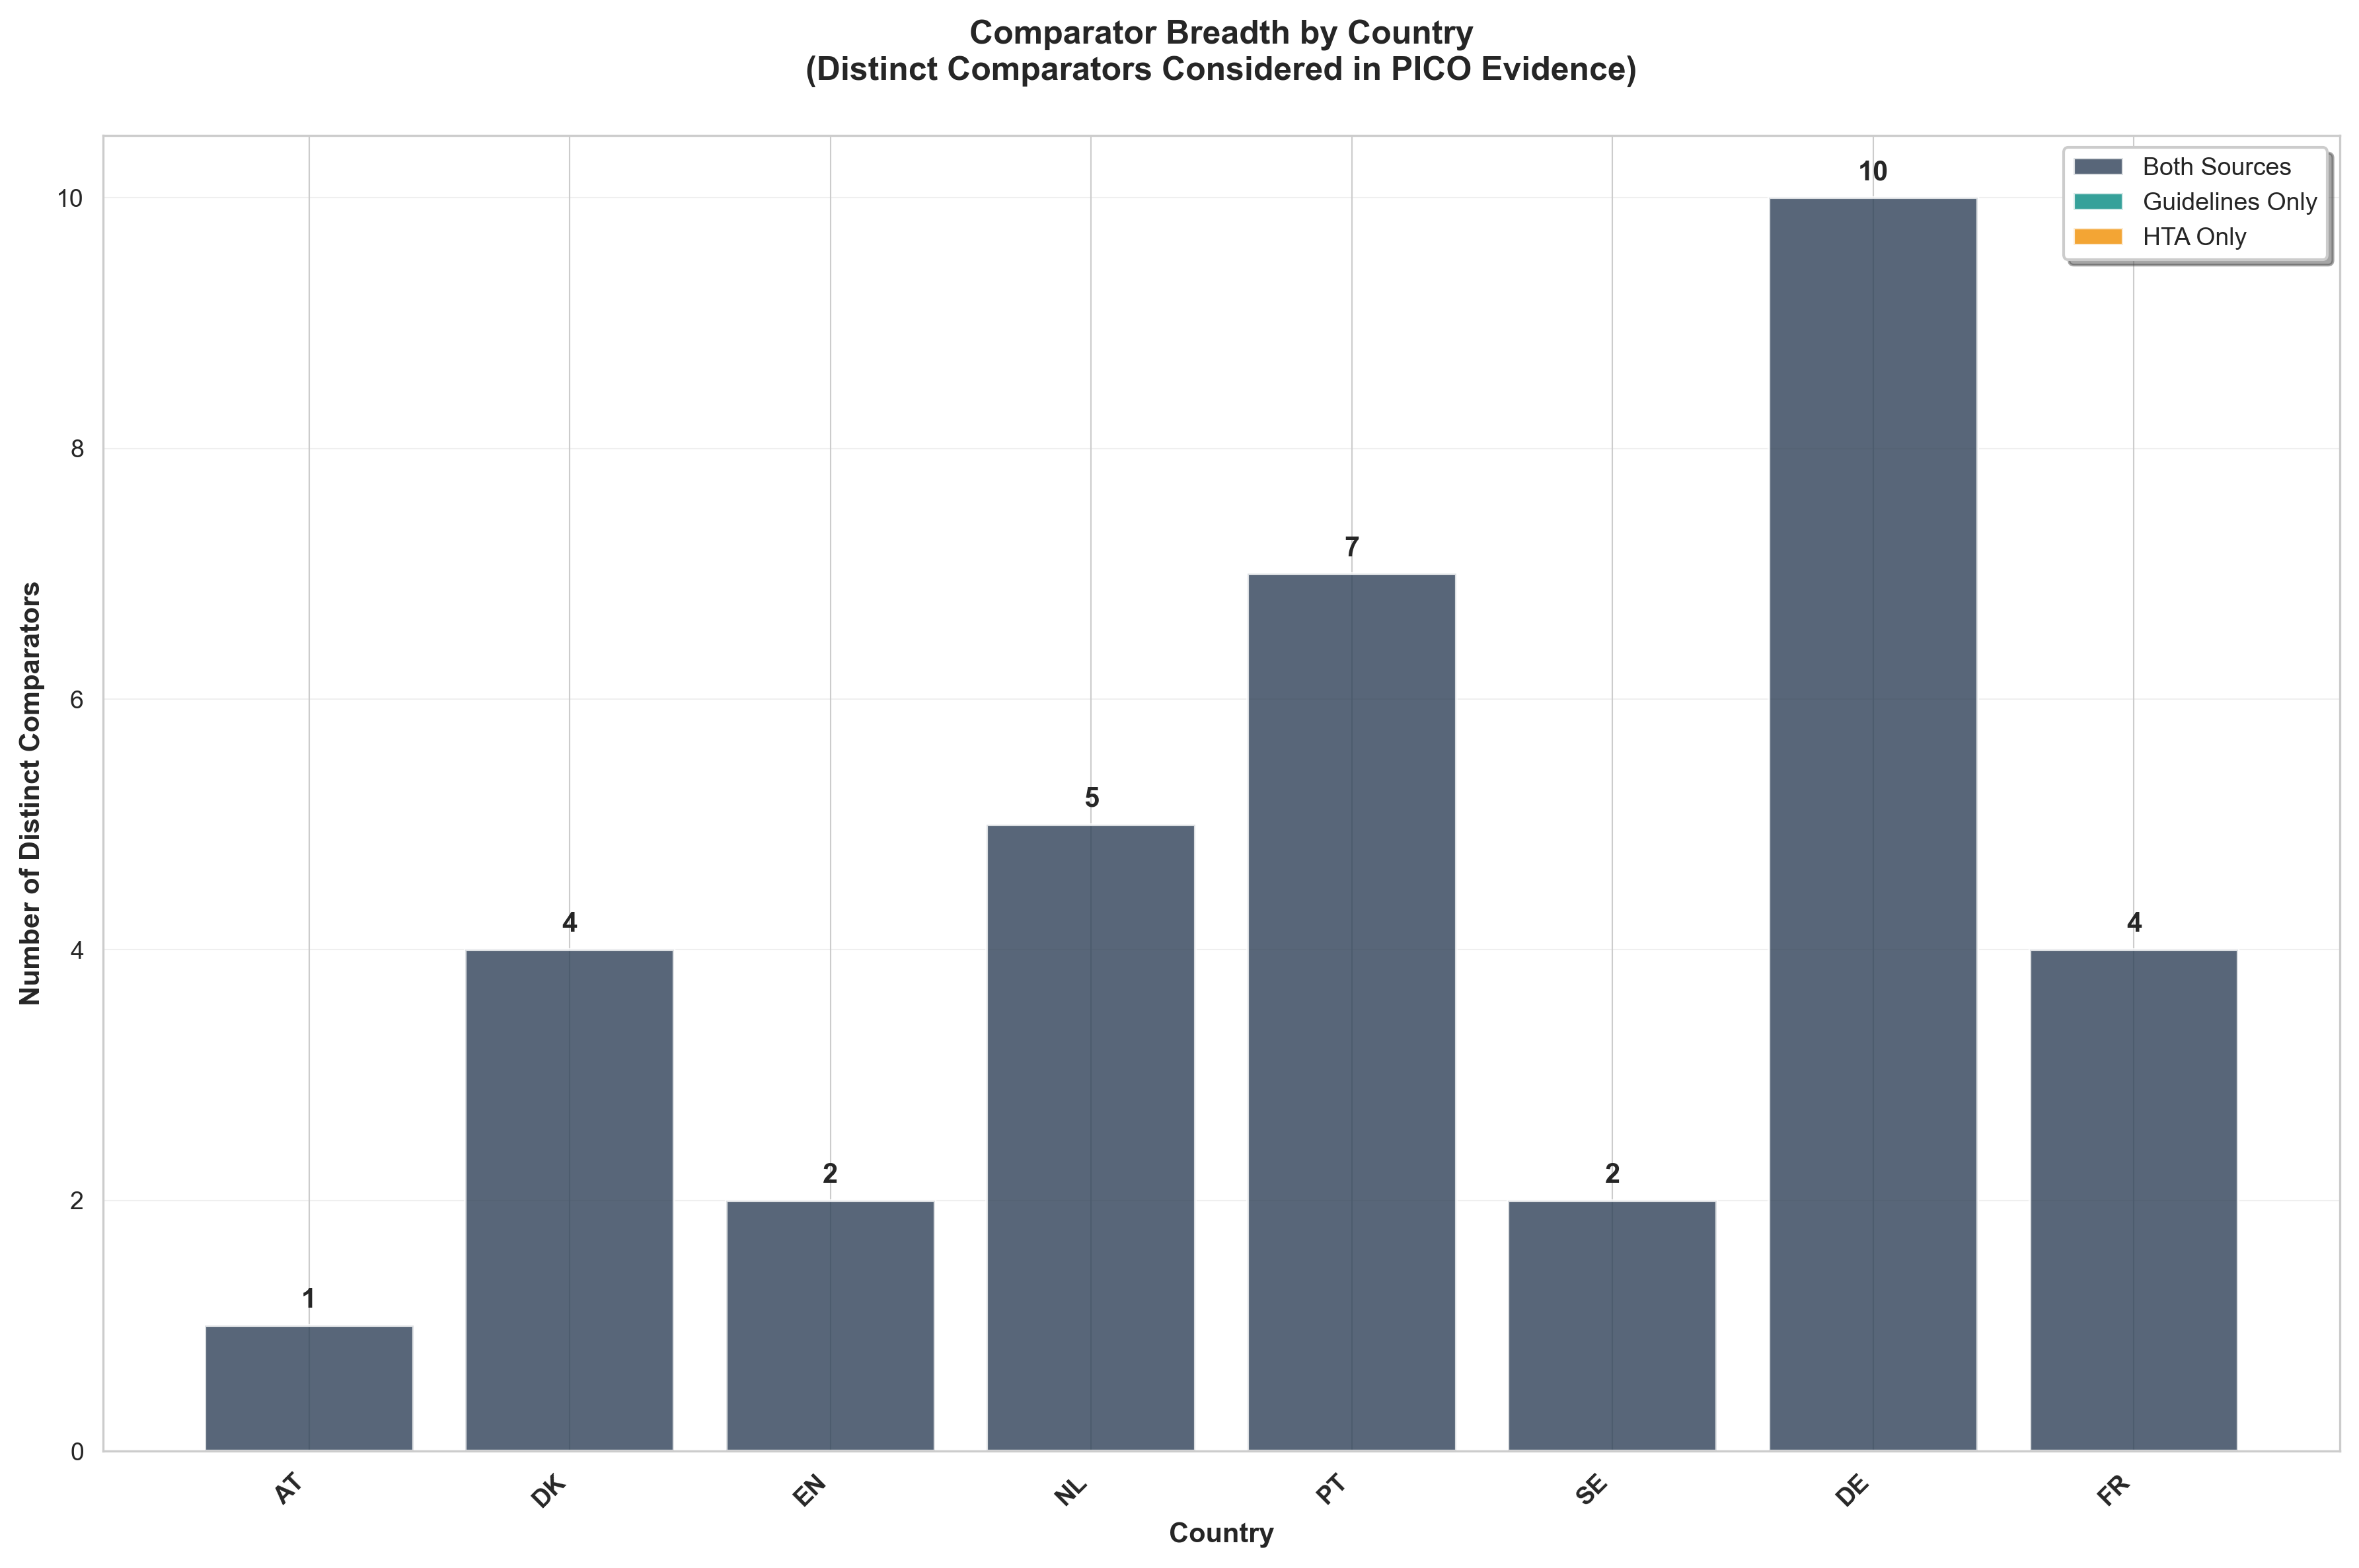 Comparator Breadth by Country
(Distinct Comparators Considered in PICO Evidence)
Both Sources
Guidelines Only
HTA Only
Number of Distinct Comparators
10
8
6
4
2
0
1
4
2
5
7
2
10
4
AT
DK
EN
NL
PT
SE
DE
FR
Country